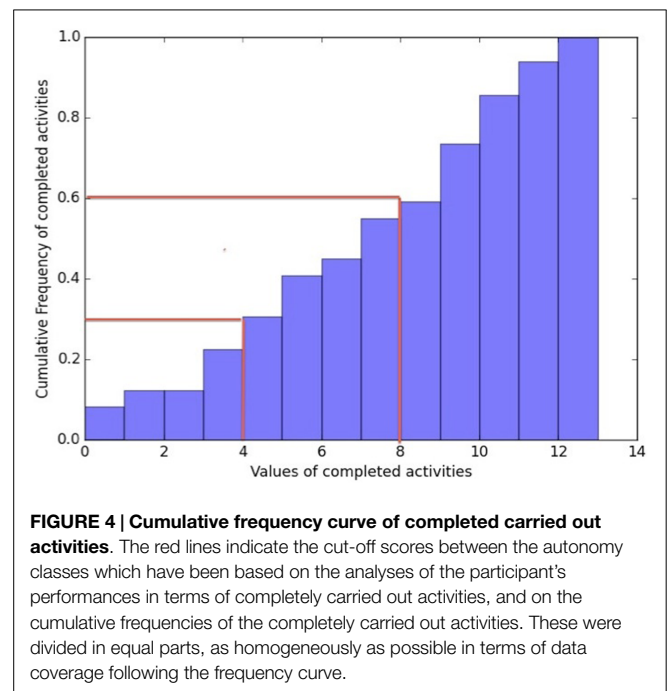 1.0
0.8
0.6
0.4
0.2
0.0
Cumulative Frequency of completed activities
0 2 4 6 8 10 12 14
Values of completed activities
FIGURE 4 | Cumulative frequency curve of completed carried out
activities. The red lines indicate the cut-off scores between the autonomy
classes which have been based on the analyses of the participant's
performances in terms of completely carried out activities, and on the
cumulative frequencies of the completely carried out activities. These were
divided in equal parts, as homogeneously as possible in terms of data
coverage following the frequency curve.